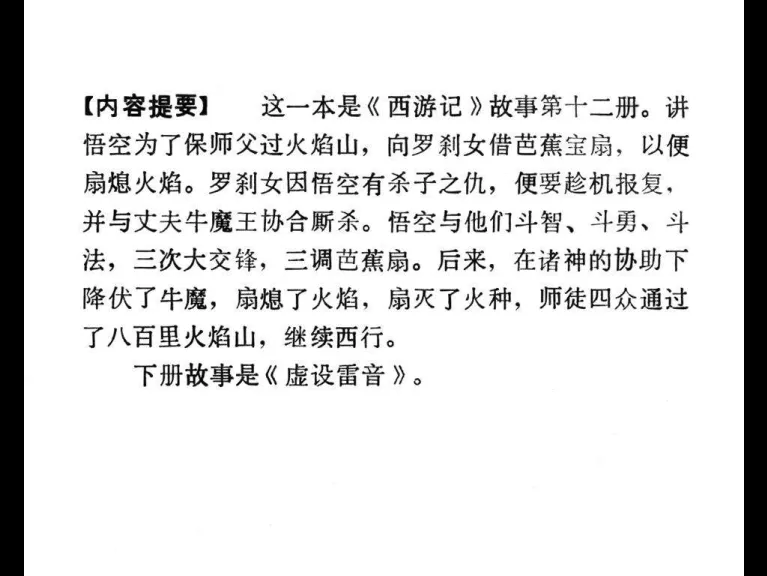 【内容提要】 这一本是《西游记》故事第十二册。讲
悟空为了保师父过火焰山，向罗刹女借芭蕉宝扇，以便
扇熄火焰。罗刹女因悟空有杀子之仇，便要趁机报复，
并与丈夫牛魔王协合厮杀。悟空与他们斗智、斗勇、斗
法，三次大交锋，三调芭蕉扇。后来，在诸神的协助下
降伏了牛魔，扇熄了火焰，扇灭了火种，师徒四众通过
了八百里火焰山，继续西行。
下册故事是《虚设雷音》。